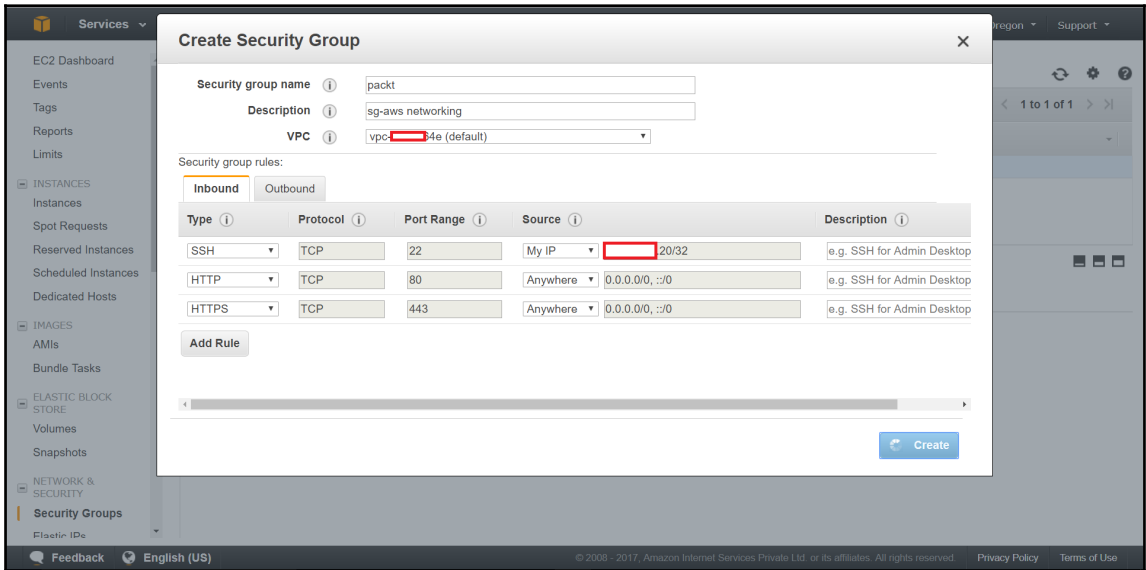 Services
Oregon
Support
EC2 Dashboard
Events
Tags
Reports
Limits
INSTANCES
Instances
Spot Requests
Reserved Instances
Scheduled Instances
Dedicated Hosts
IMAGES
AMIs
Bundle Tasks
ELASTIC BLOCK
STORE
Volumes
Snapshots
NETWORK &
SECURITY
Security Groups
Elastic IPs
1 to 1 of 1
Create Security Group
Security group name packt
Description sg-aws networking
VPC vpc- 64e (default)
Security group rules:
Inbound Outbound
Type Protocol Port Range Source Description
SSH TCP 22 My IP .20/32 e.g. SSH for Admin Desktop
HTTP TCP 80 Anywhere 0.0.0.0/0, ::/0 e.g. SSH for Admin Desktop
HTTPS TCP 443 Anywhere 0.0.0.0/0, ::/0 e.g. SSH for Admin Desktop
Add Rule
Create
Feedback English (US) © 2008 - 2017, Amazon Internet Services Private Ltd. or its affiliates. All rights reserved. Privacy Policy Terms of Use